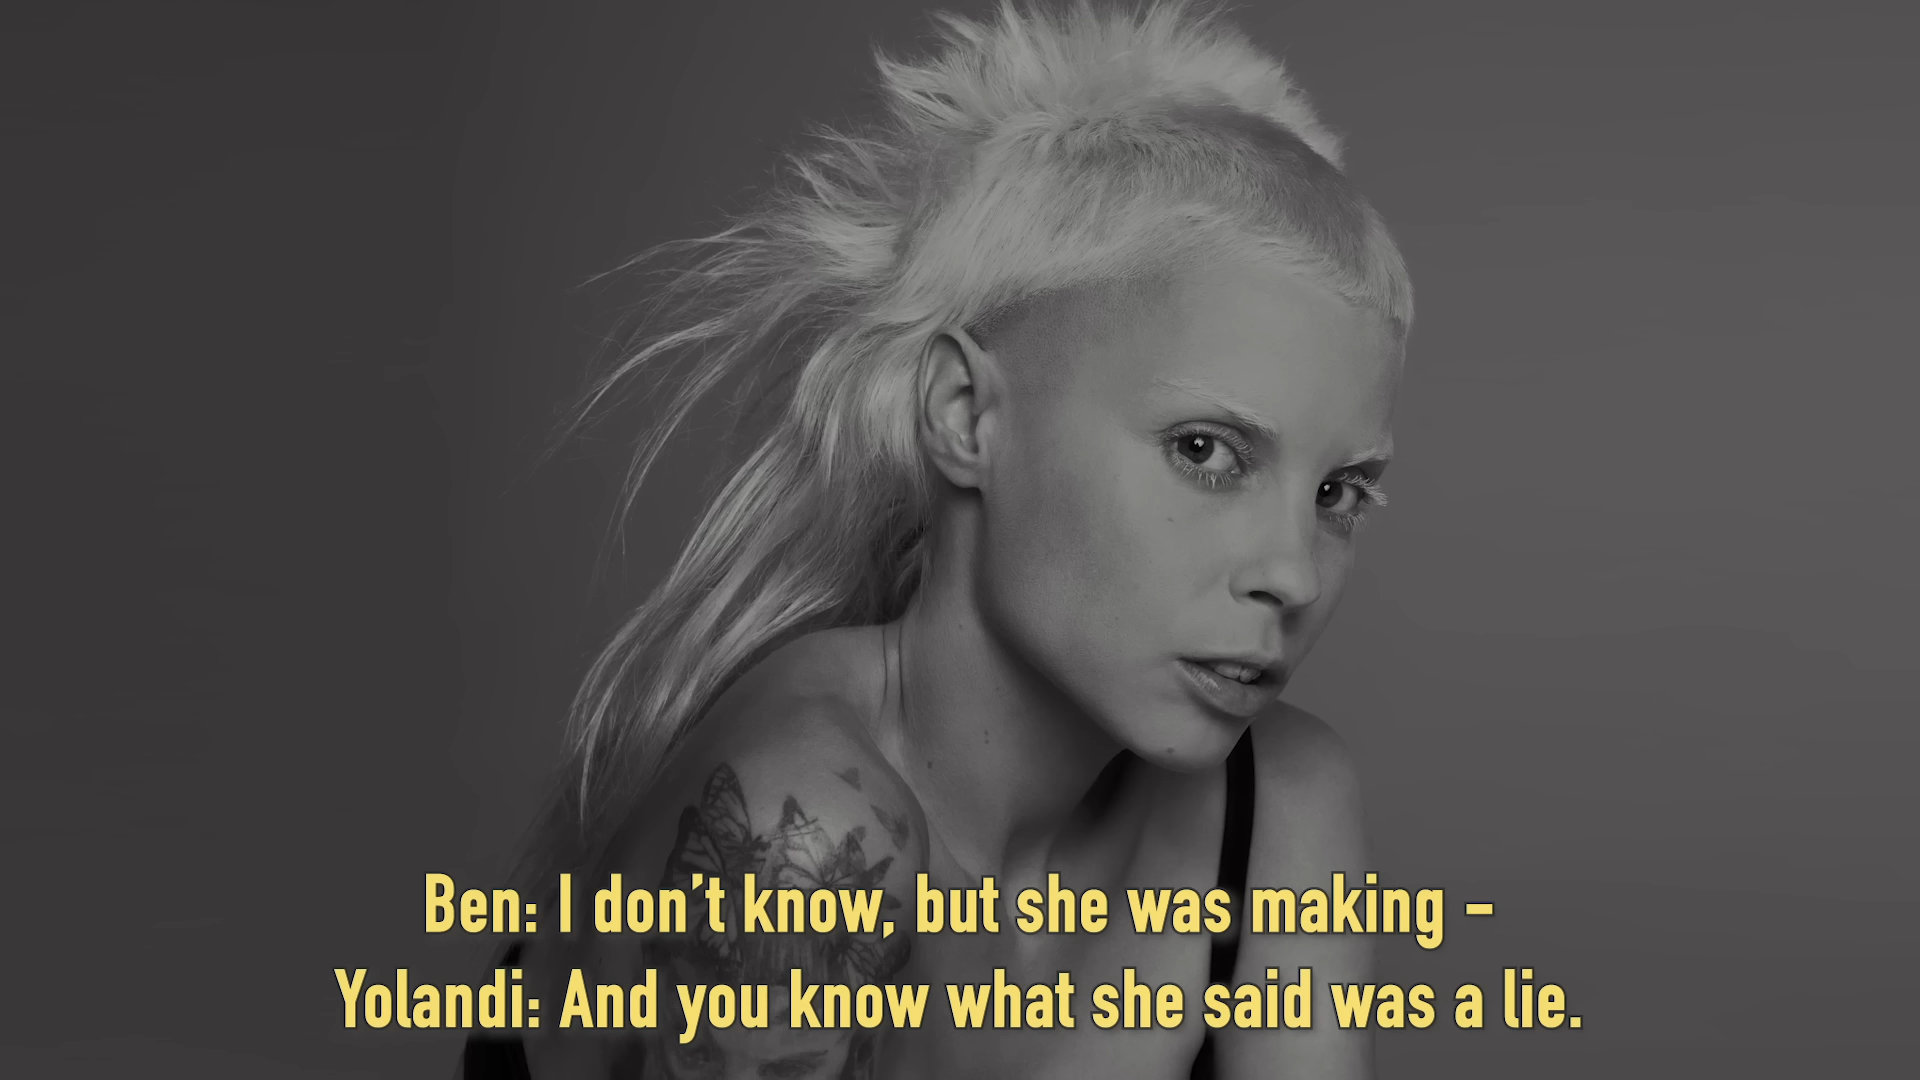 Ben: I don’t know, but she was making –
Yolandi: And you know what she said was a lie.